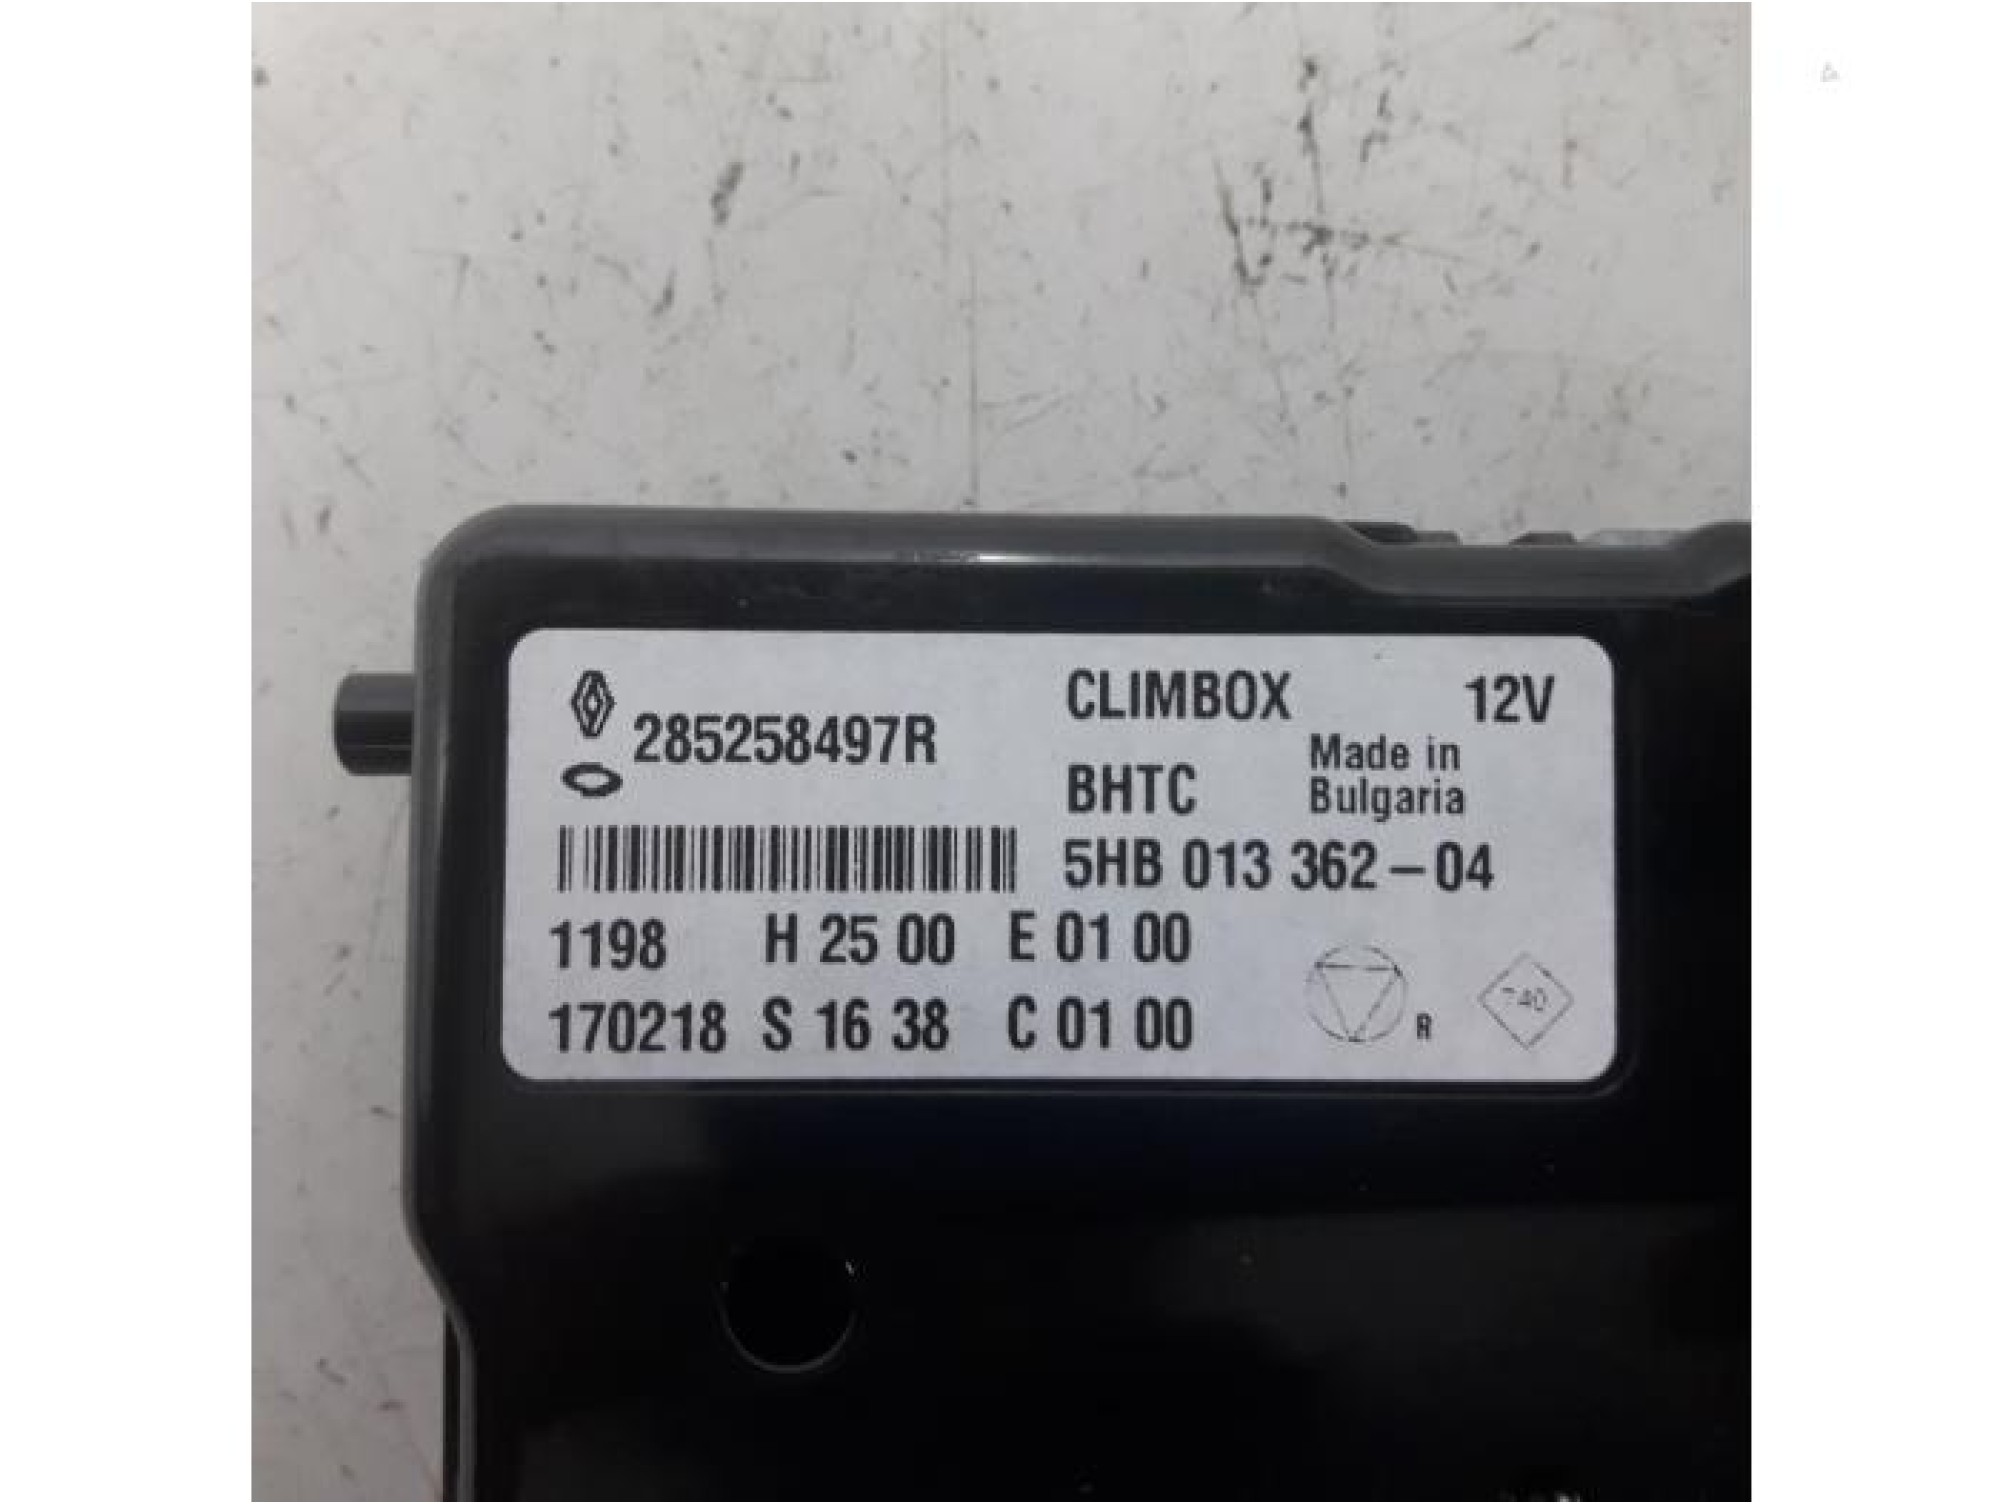 285258497R
CLIMBOX 12V
BHTC
Made in
Bulgaria
5HB 013 362-04
1198 H 25 00 E 01 00
170218 S 16 38 C 01 00
R